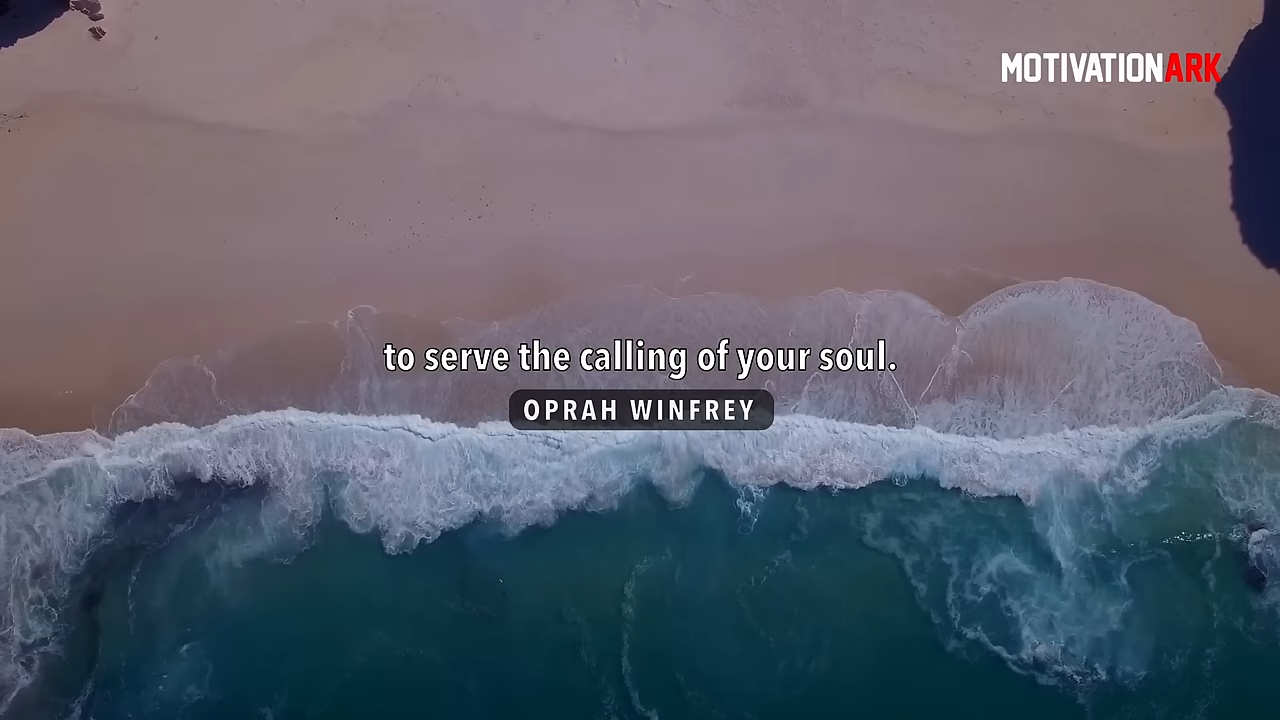 MOTIVATIONARK
to serve the calling of your soul.
OPRAH WINFREY